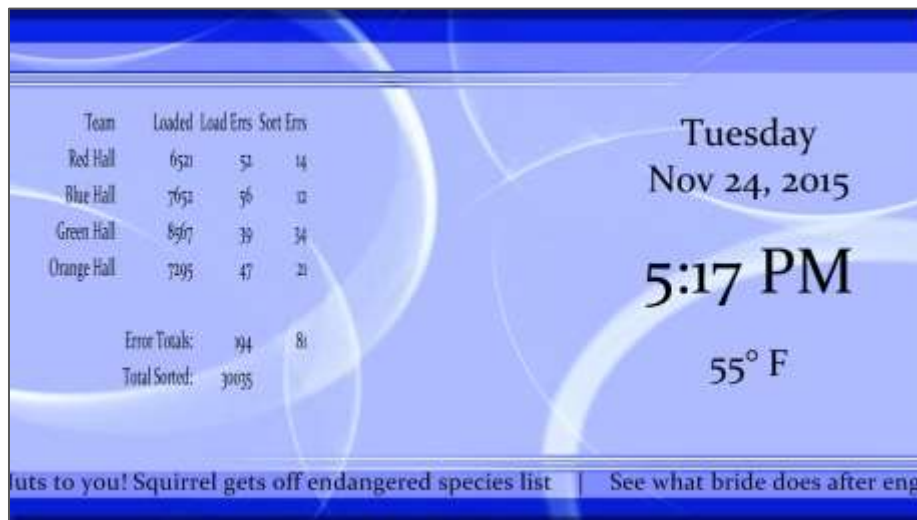 Team Loaded Load Errs Sort Errs
Red Hall 6521 52 14
Blue Hall 7652 56 12
Green Hall 8567 39 34
Orange Hall 7295 47 21
Error Totals: 194 81
Total Sorted: 30035
Tuesday
Nov 24, 2015
5:17 PM
55° F
to you! Squirrel gets off endangered species list | See what bride does after eng